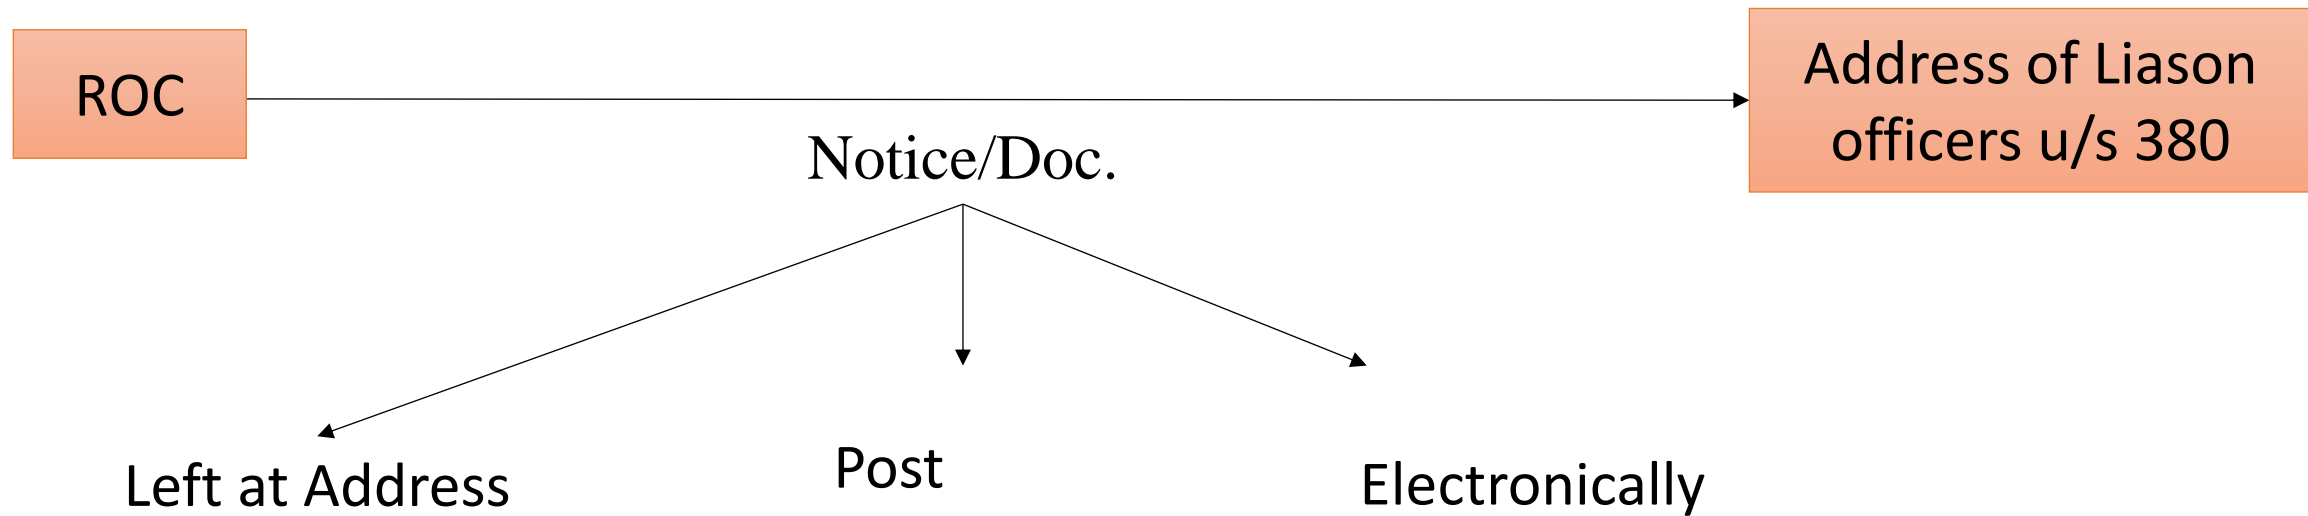 ROC
Address of Liason
officers u/s 380
Notice/Doc.
Left at Address
Post
Electronically